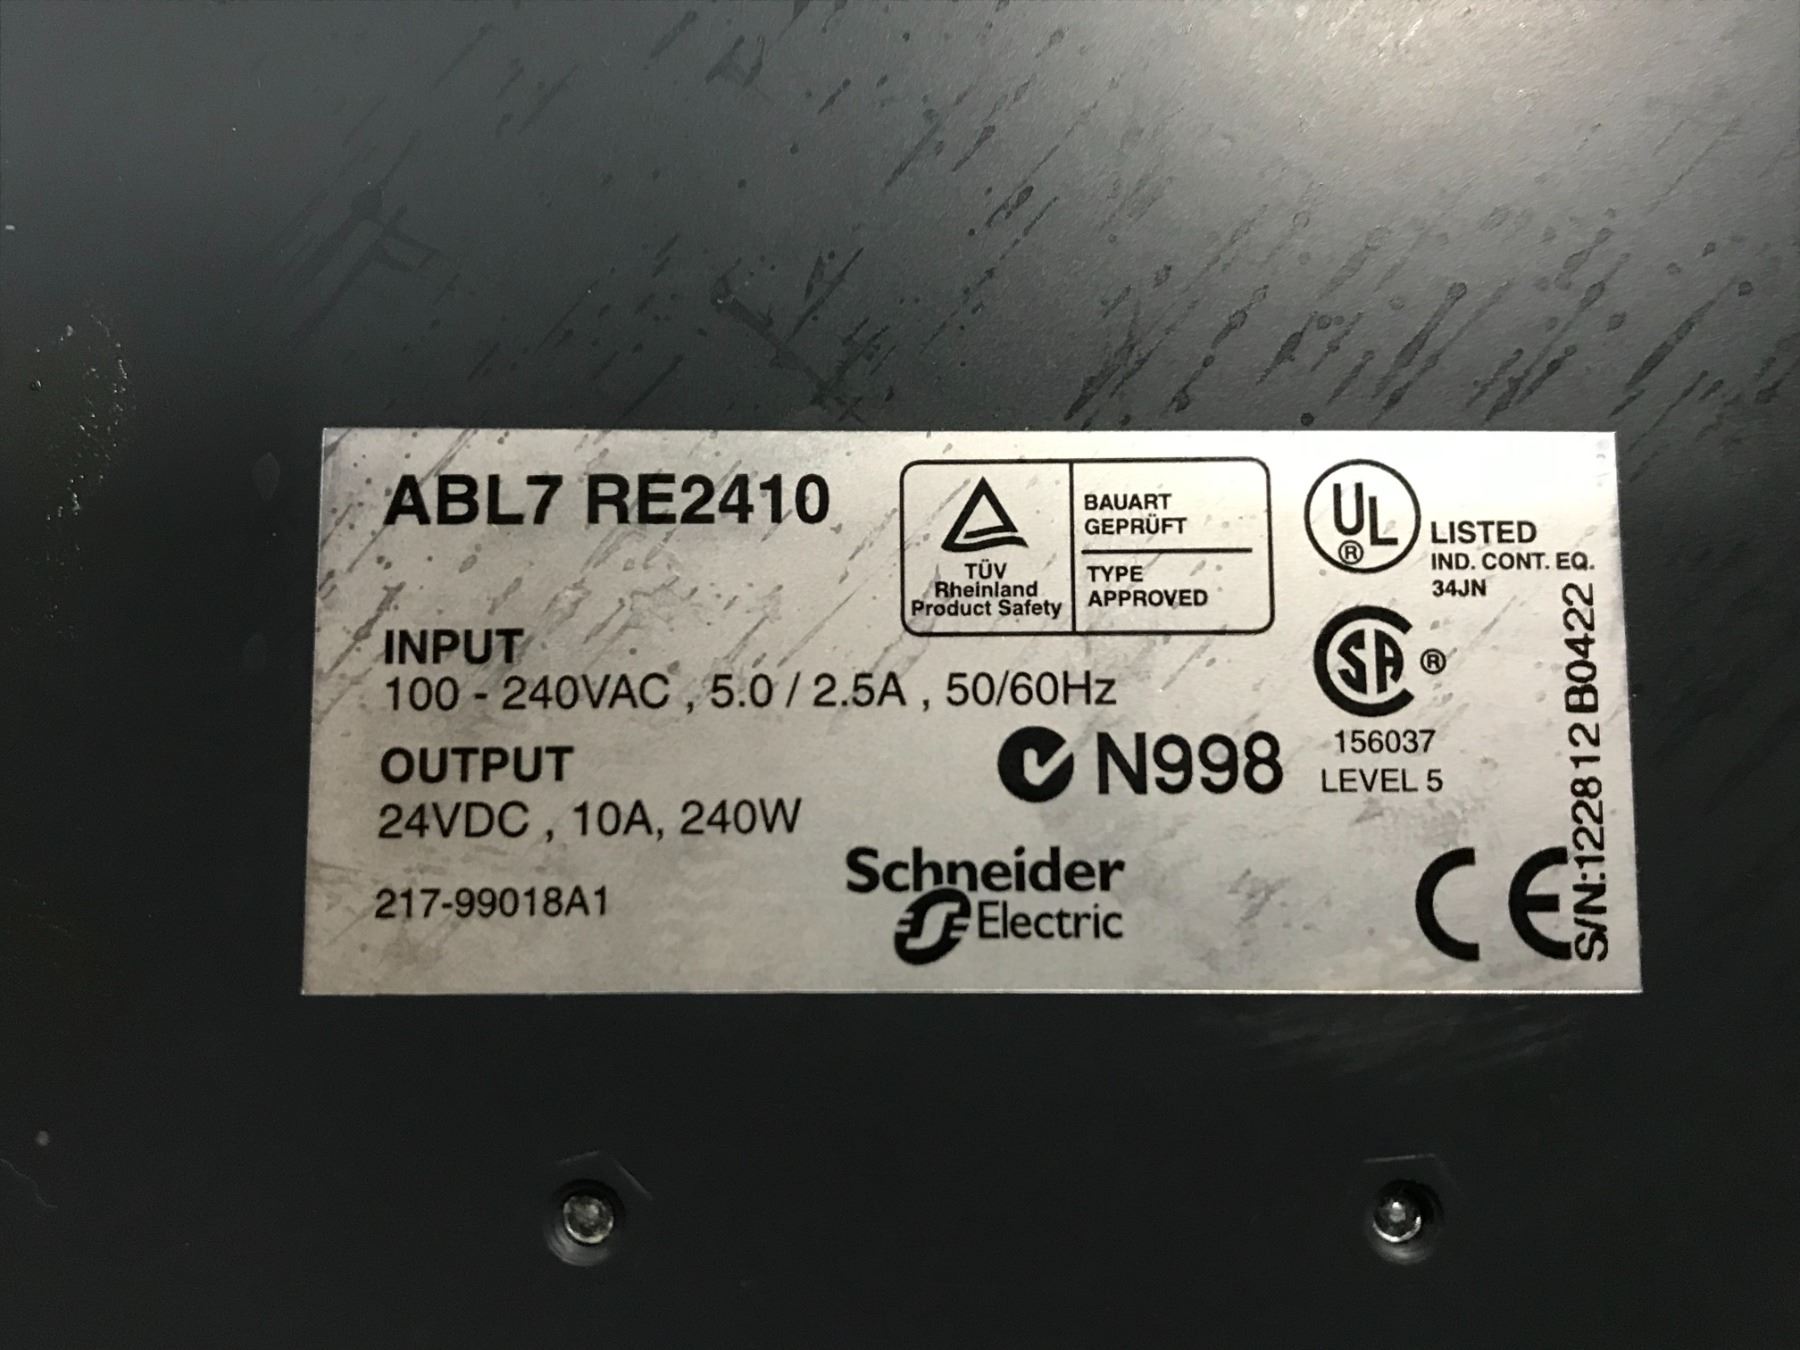 ABL7 RE2410
TÜV
Rheinland
Product Safety
BAUART
GEPRÜFT
TYPE
APPROVED
UL
®
LISTED
IND. CONT. EQ.
34JN
INPUT
100 - 240VAC , 5.0 / 2.5A , 50/60Hz
SA ®
156037
LEVEL 5
N998
OUTPUT
24VDC , 10A, 240W
217-99018A1
Schneider
Electric
CE
S/N:122812 B0422